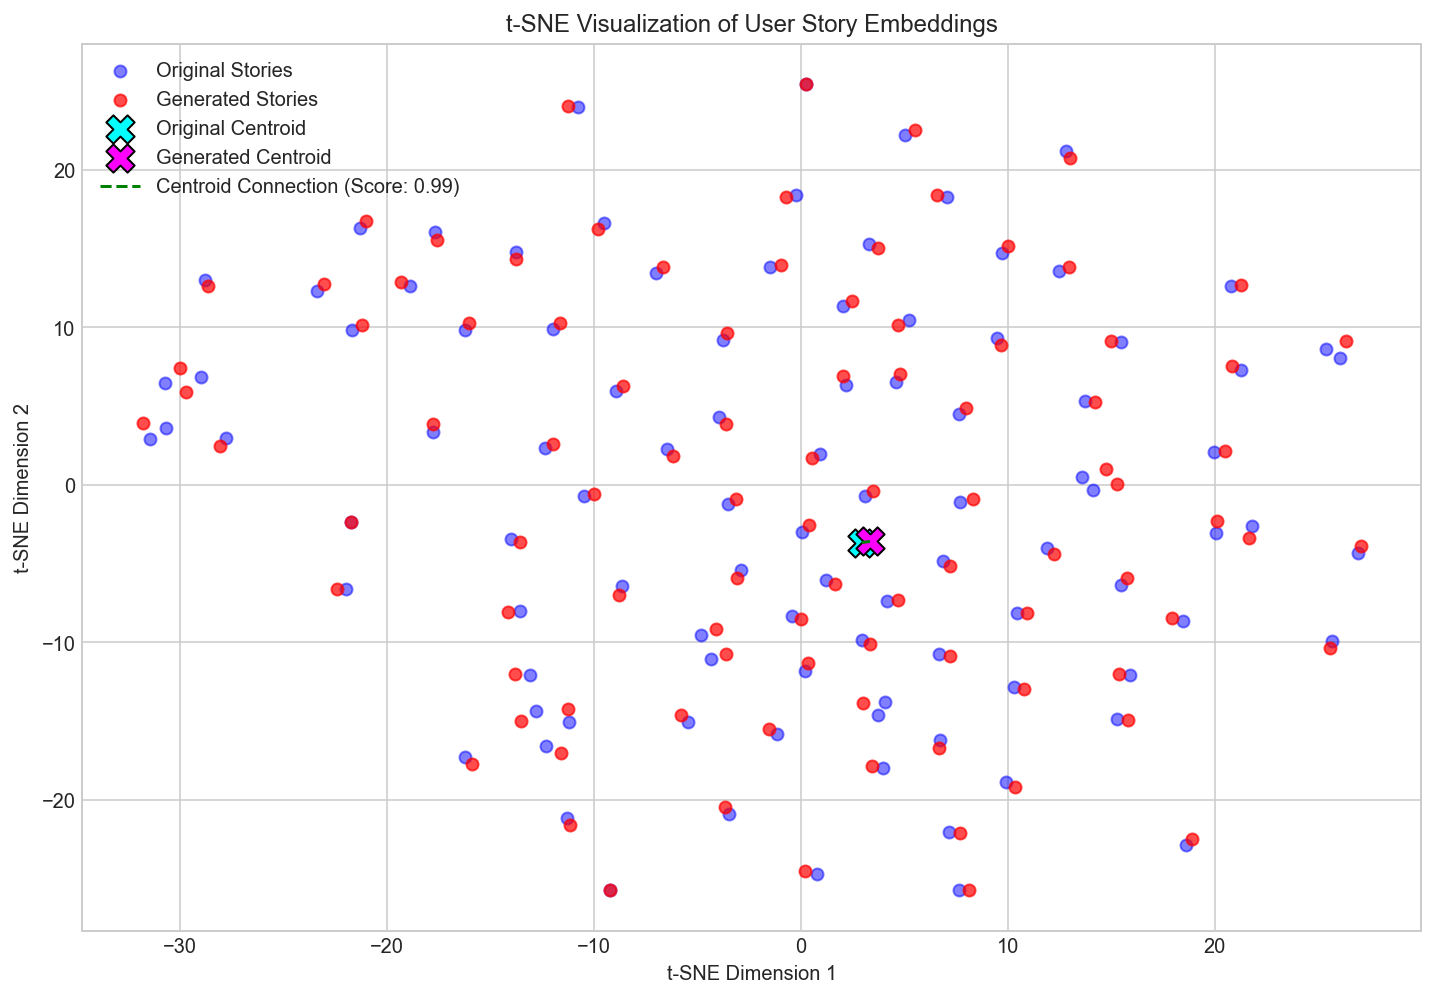 t-SNE Visualization of User Story Embeddings
Original Stories
Generated Stories
Original Centroid
Generated Centroid
Centroid Connection (Score: 0.99)
20
10
0
−10
−20
t-SNE Dimension 2
−30
−20
−10
0
10
20
t-SNE Dimension 1